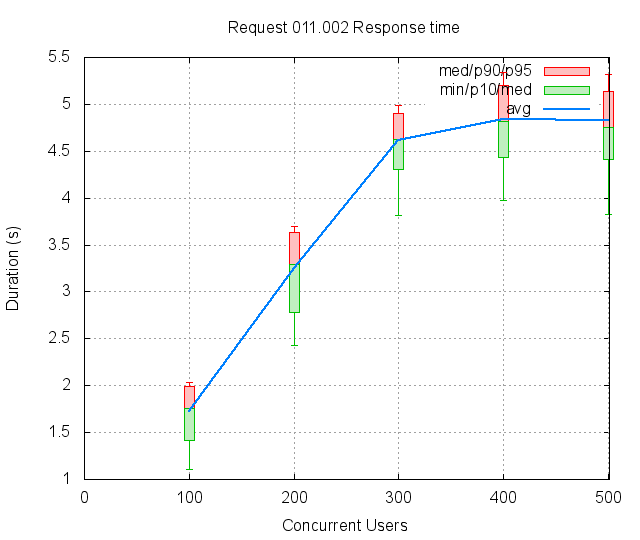 Request 011.002 Response time
med/p90/p95
min/p10/med
avg
5.5
5
4.5
4
3.5
3
2.5
2
1.5
1
Duration (s)
0 100 200 300 400 500
Concurrent Users